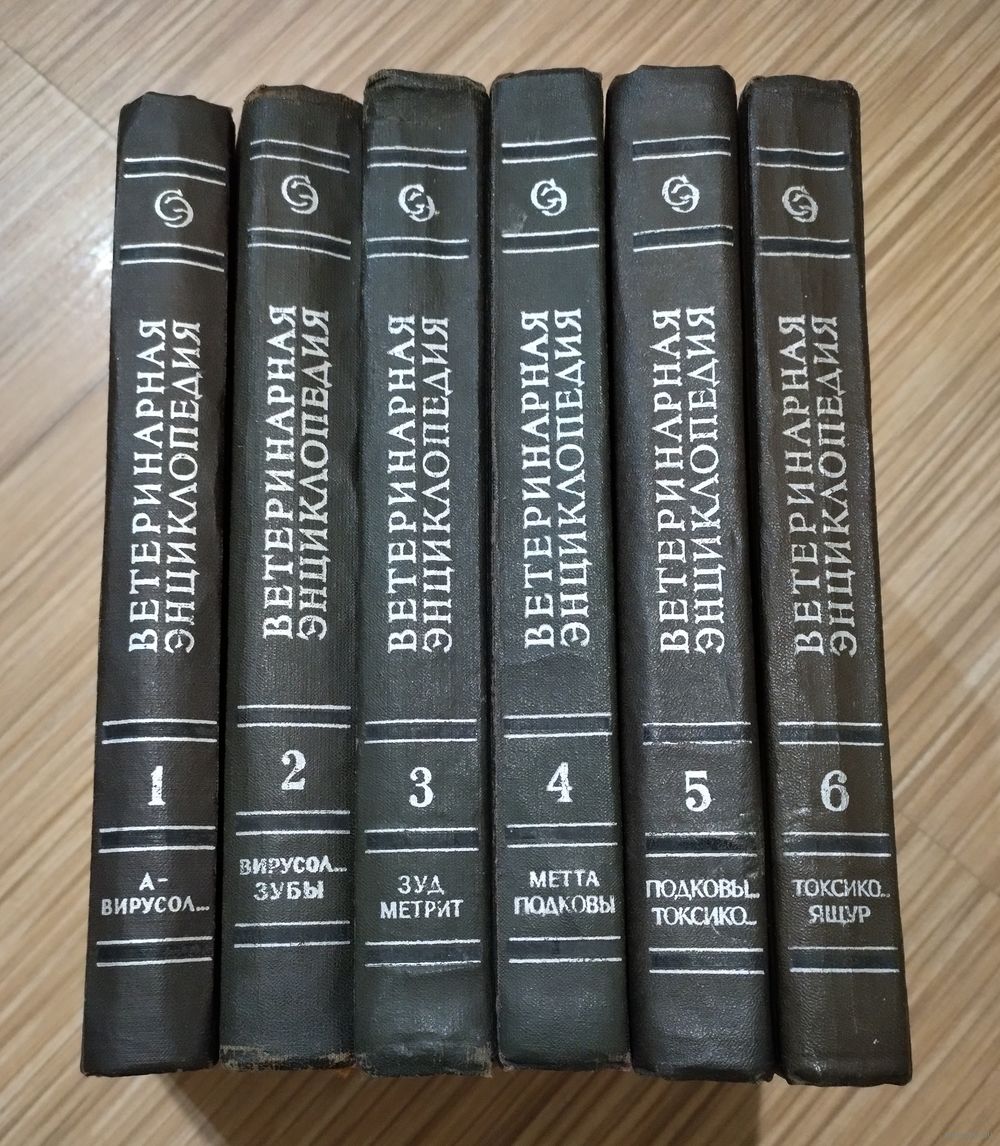 ВЕТЕРИНАРНАЯ
ЭНЦИКЛОПЕДИЯ
1
А-
ВИРУСОЛ...
ВЕТЕРИНАРНАЯ
ЭНЦИКЛОПЕДИЯ
2
ВИРУСОЛ...
ЗУБЫ
ВЕТЕРИНАРНАЯ
ЭНЦИКЛОПЕДИЯ
3
ЗУД
МЕТРИТ
ВЕТЕРИНАРНАЯ
ЭНЦИКЛОПЕДИЯ
4
МЕТТА
ПОДКОВЫ
ВЕТЕРИНАРНАЯ
ЭНЦИКЛОПЕДИЯ
5
ПОДКОВЫ...
ТОКСИКО...
ВЕТЕРИНАРНАЯ
ЭНЦИКЛОПЕДИЯ
6
ТОКСИКО...
ЯЩУР